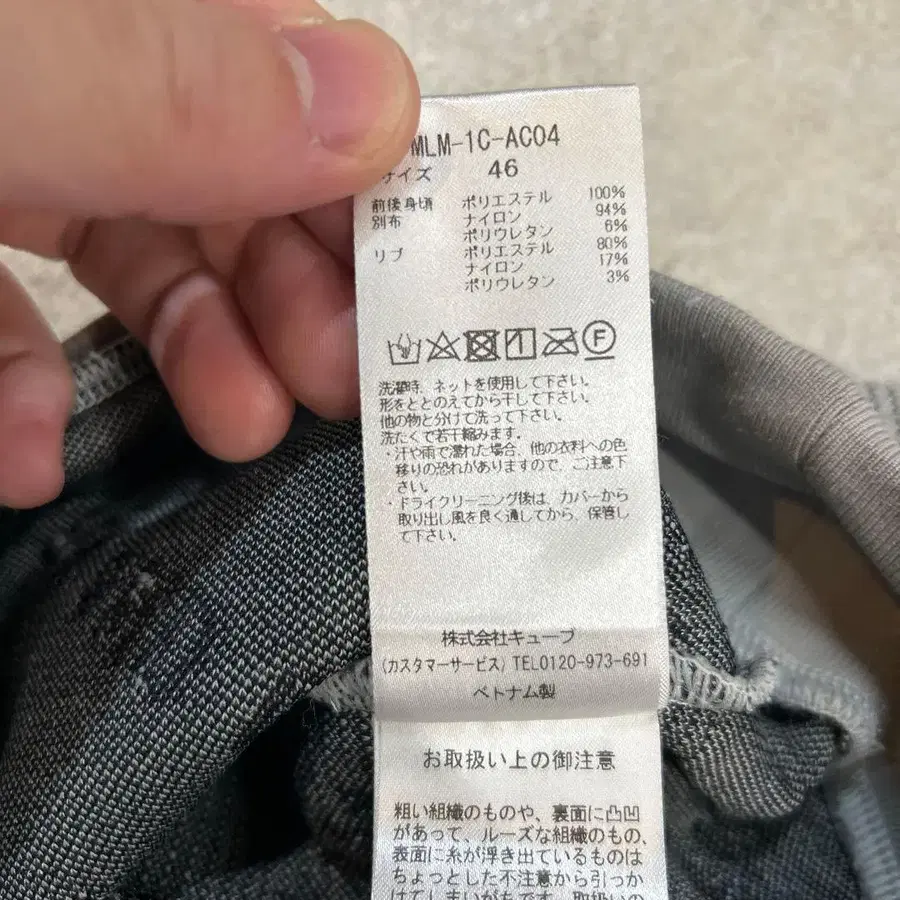 MLM-1C-AC04
サイズ 46
前後身頃 ポリエステル 100%
別布 ナイロン 94%
ポリウレタン 6%
リブ ポリエステル 80%
ナイロン 17%
ポリウレタン 3%
F
洗濯時、ネットを使用して下さい。
形をととのえてから干して下さい。
他の物と分けて洗って下さい。
洗たくで若干縮みます。
・汗や雨で濡れた場合、他の衣料への色
移りの恐れがありますので、ご注意下
さい。
・ドライクリーニング後は、カバーから
取り出し風を良く通してから、保管し
て下さい。
株式会社キューブ
(カスタマーサービス) TEL0120-973-691
ベトナム製
お取扱い上の御注意
粗い組織のものや、裏面に凸凹
があって、ルーズな組織のもの、
表面に糸が浮き出ているものは
ちょっとした不注意から引っか
けてしまいがちです。取扱いの